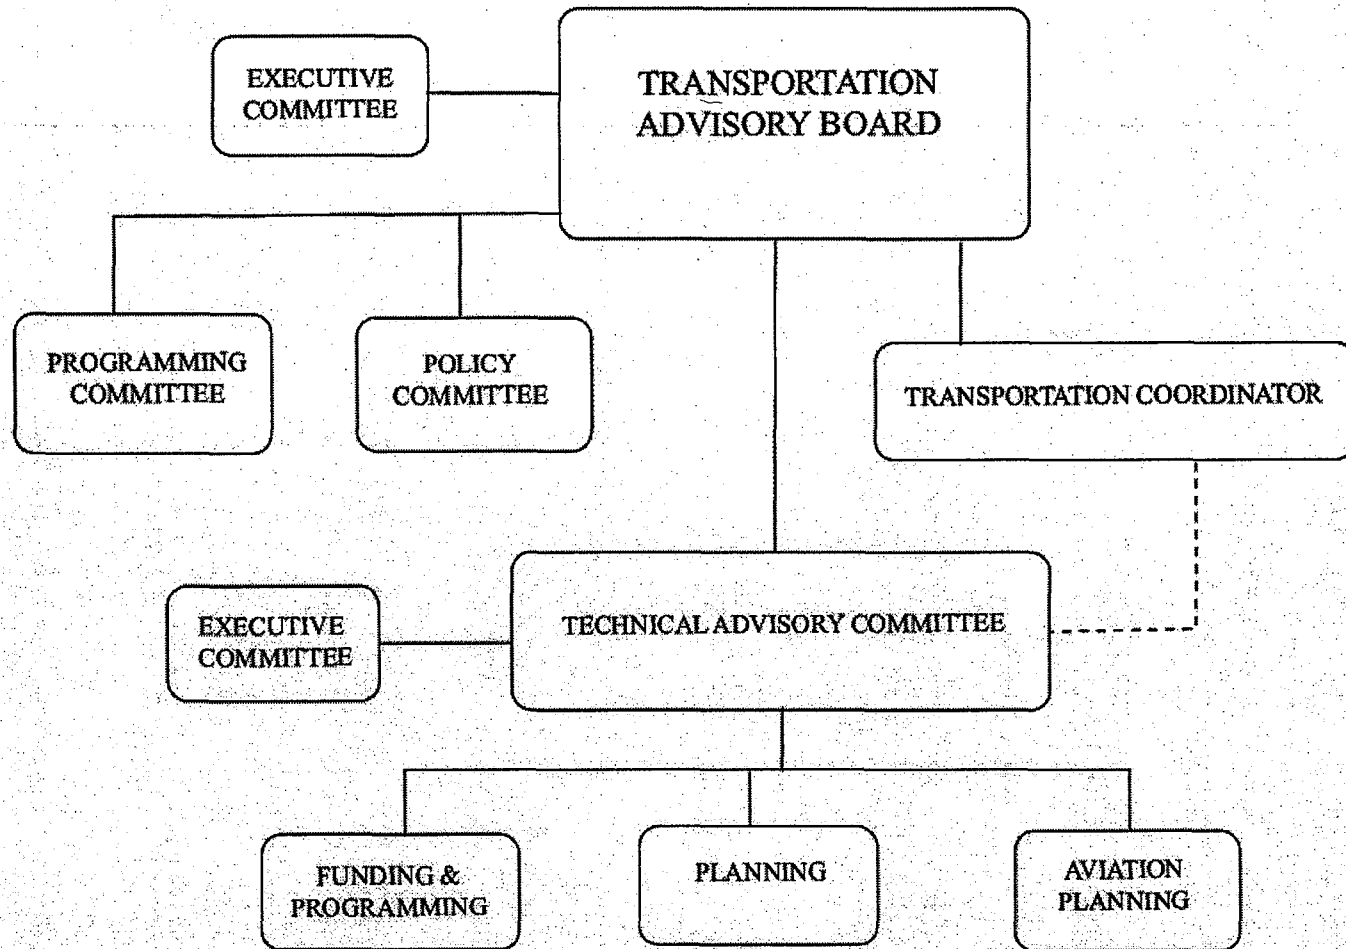 EXECUTIVE
COMMITTEE
TRANSPORTATION
ADVISORY BOARD
PROGRAMMING
COMMITTEE
POLICY
COMMITTEE
TRANSPORTATION COORDINATOR
EXECUTIVE
COMMITTEE
TECHNICAL ADVISORY COMMITTEE
FUNDING &
PROGRAMMING
PLANNING
AVIATION
PLANNING